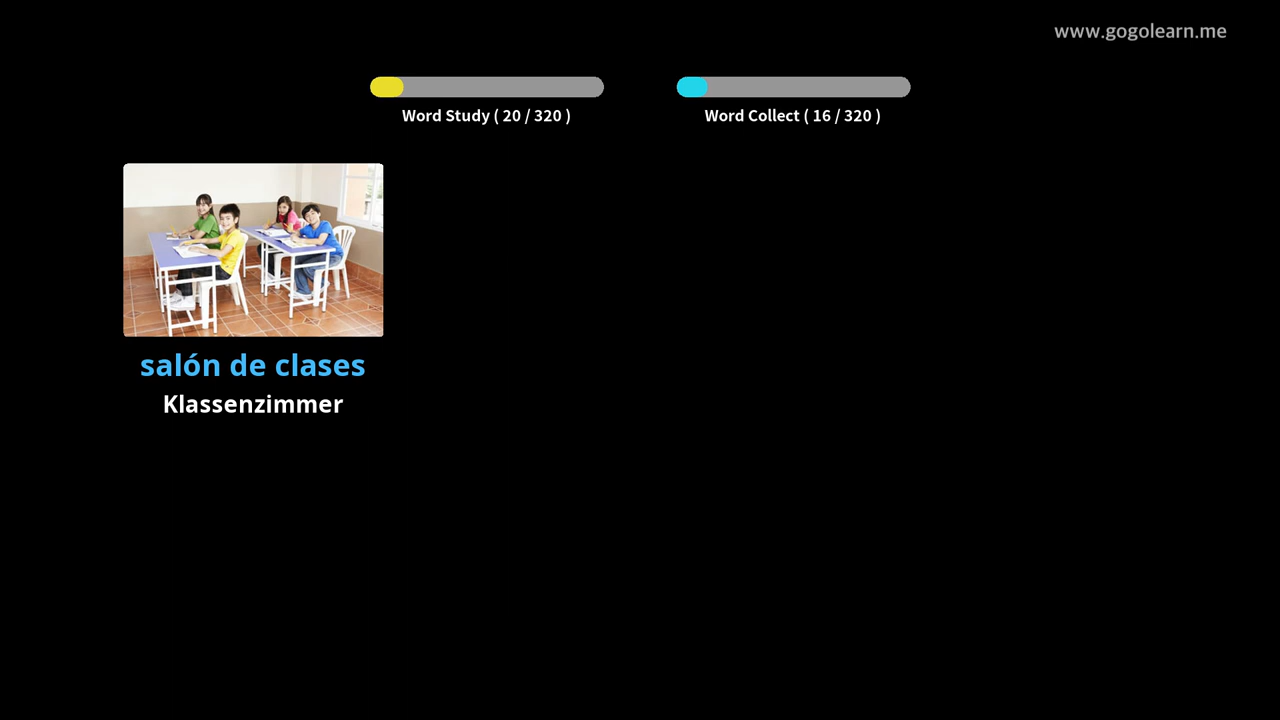 www.gogolearn.me
Word Study ( 20 / 320 )
Word Collect ( 16 / 320 )
salón de clases
Klassenzimmer